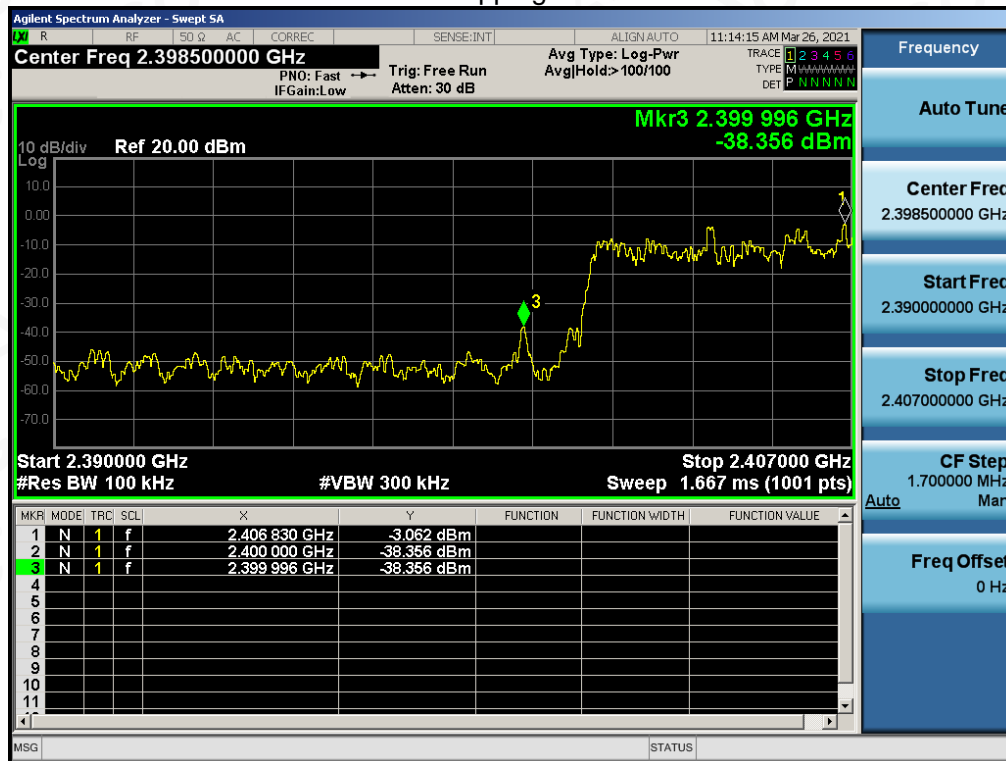 pping
Agilent Spectrum Analyzer - Swept SA
LXI R RF 50 Ω AC CORREC SENSE:INT ALIGN AUTO 11:14:15 AM Mar 26, 2021
Center Freq 2.398500000 GHz
PNO: Fast
IFGain:Low
Trig: Free Run
Atten: 30 dB
Avg Type: Log-Pwr
Avg|Hold:>100/100
TRACE 1 2 3 4 5 6
TYPE M
DET P N N N N N
Mkr3 2.399 996 GHz
-38.356 dBm
10 dB/div Ref 20.00 dBm
Log
10.0
0.00
-10.0
-20.0
-30.0
-40.0
-50.0
-60.0
-70.0
1
3
Start 2.390000 GHz Stop 2.407000 GHz
#Res BW 100 kHz #VBW 300 kHz Sweep 1.667 ms (1001 pts)
MKR MODE TRC SCL X Y FUNCTION FUNCTION WIDTH FUNCTION VALUE
1 N 1 f 2.406 830 GHz -3.062 dBm
2 N 1 f 2.400 000 GHz -38.356 dBm
3 N 1 f 2.399 996 GHz -38.356 dBm
4
5
6
7
8
9
10
11
MSG STATUS
Frequency
Auto Tune
Center Freq
2.398500000 GHz
Start Freq
2.390000000 GHz
Stop Freq
2.407000000 GHz
CF Step
1.700000 MHz
Auto Man
Freq Offset
0 Hz